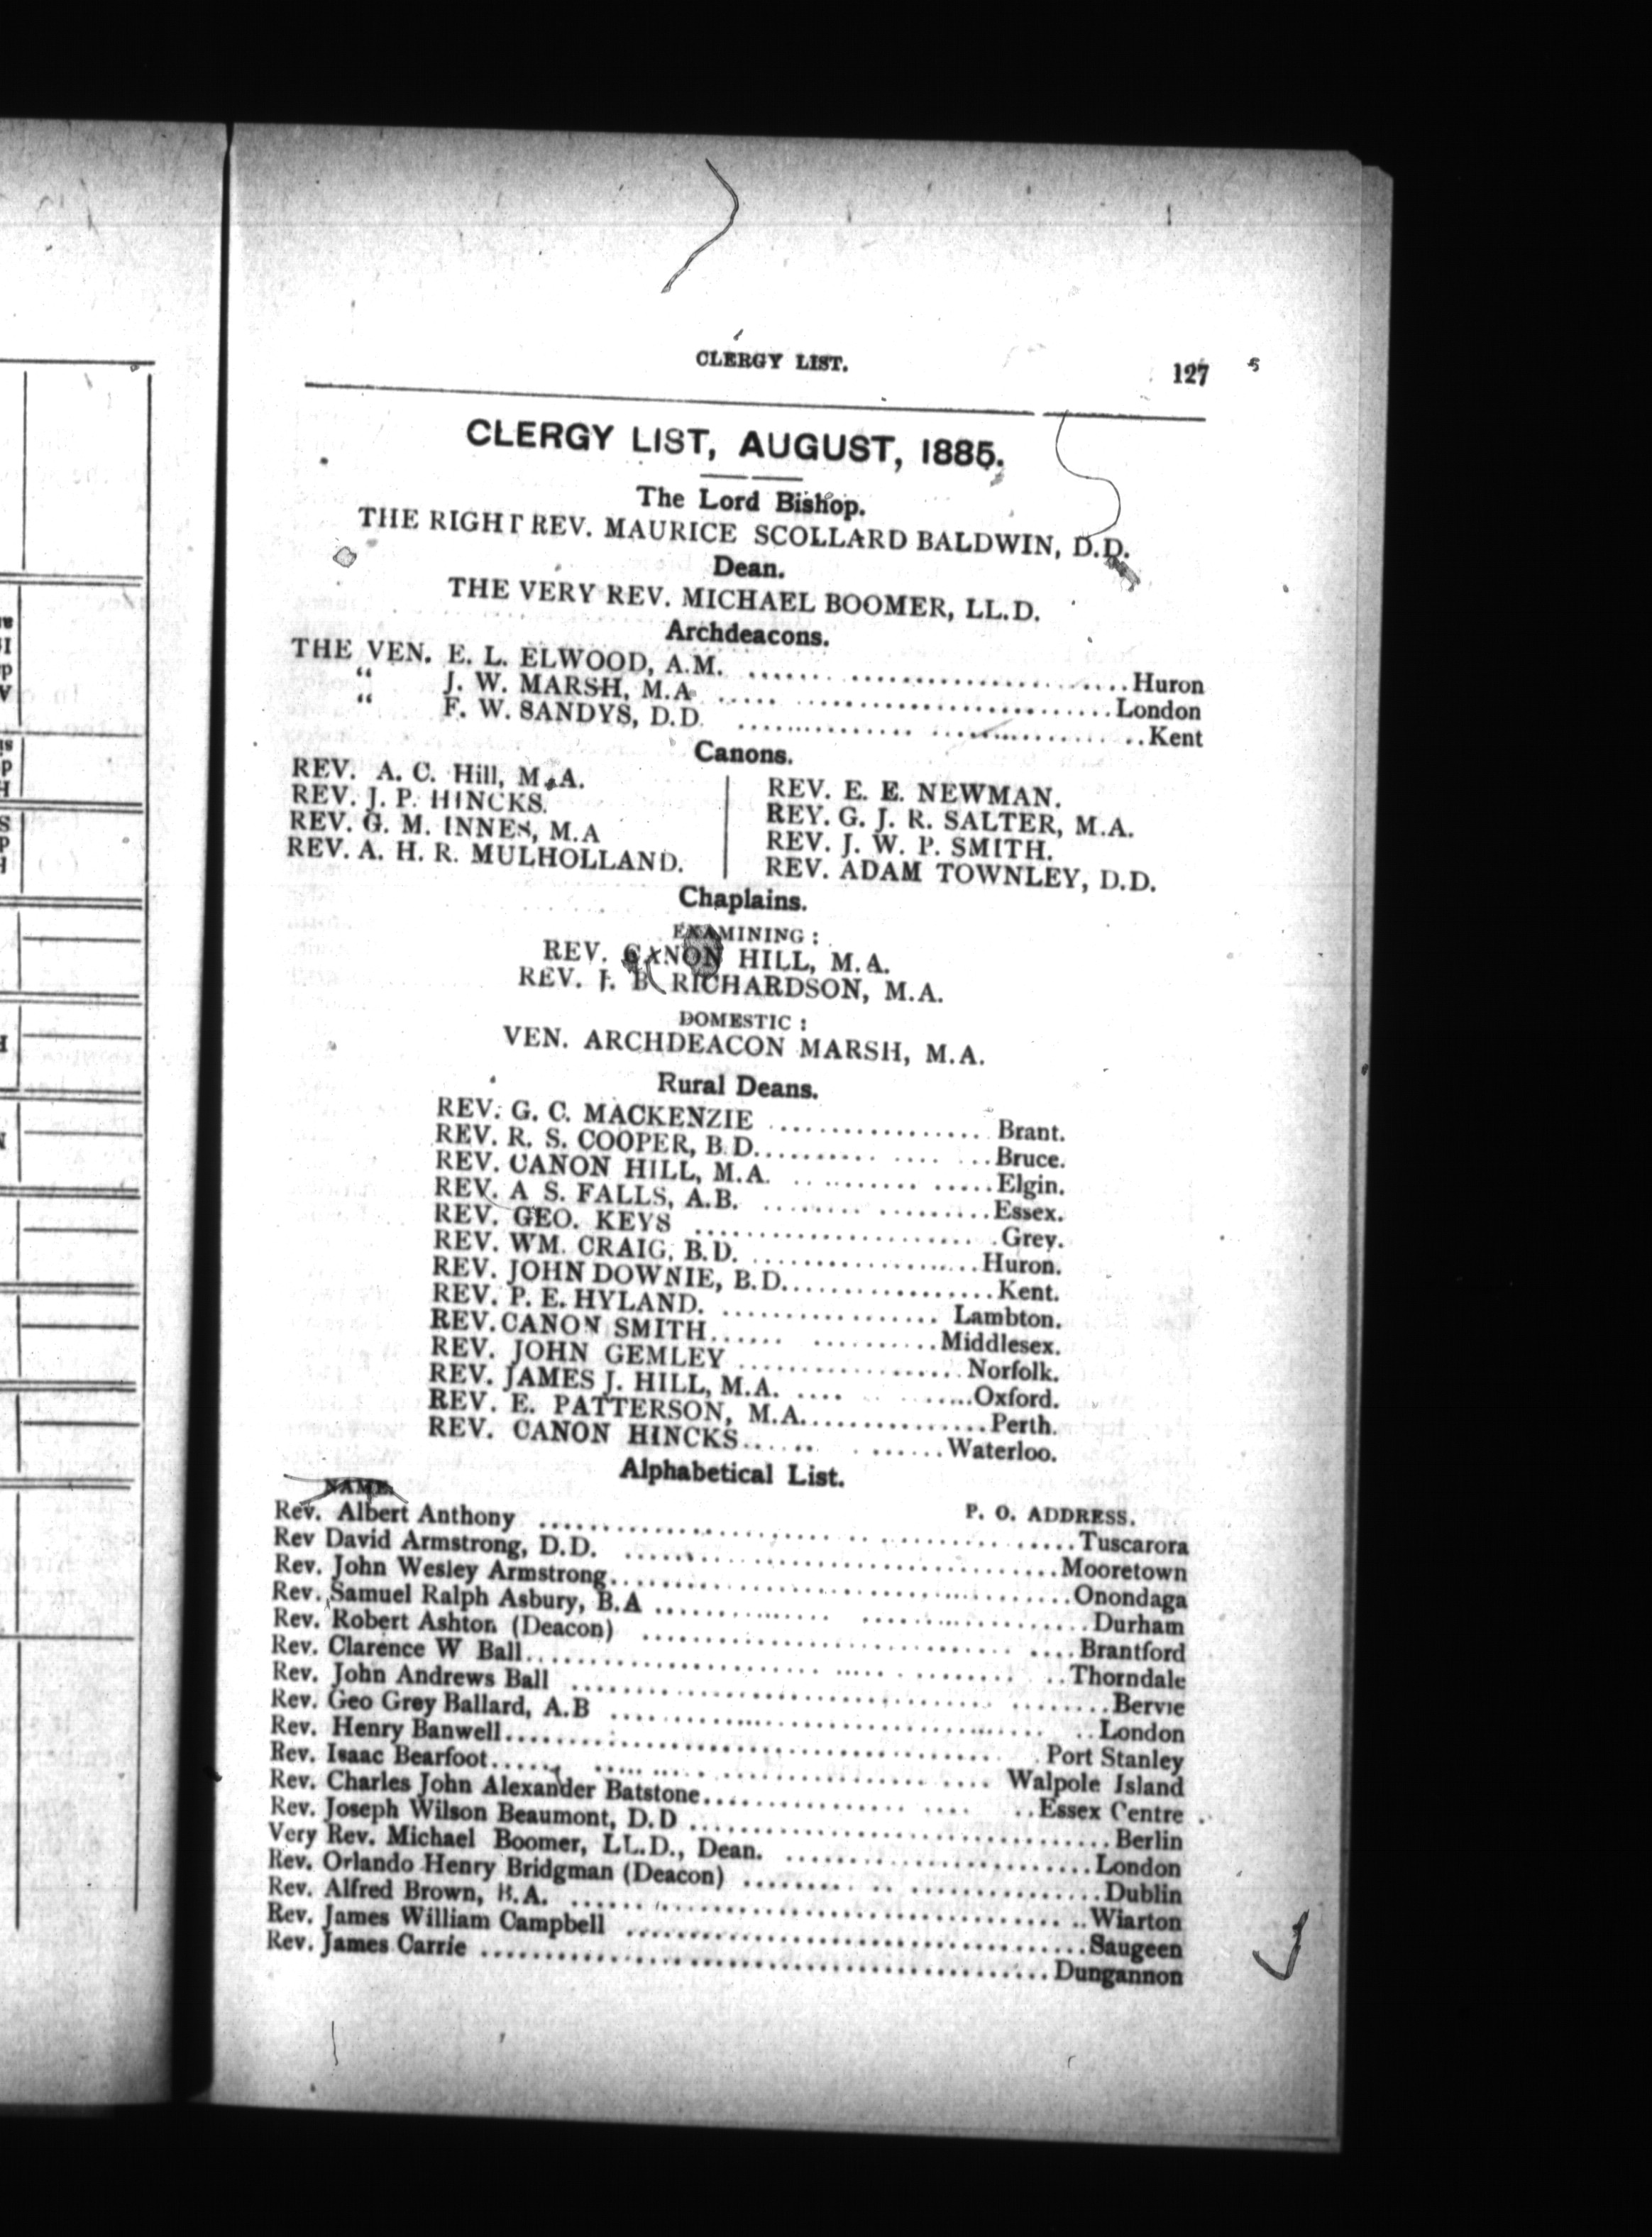 CLERGY LIST. 127
CLERGY LIST, AUGUST, 1885.
The Lord Bishop.
THE RIGHT REV. MAURICE SCOLLARD BALDWIN, D.D.
Dean.
THE VERY REV. MICHAEL BOOMER, LL.D.
Archdeacons.
THE VEN. E. L. ELWOOD, A.M. ........ Huron
“ J. W. MARSH, M.A. ........ London
“ F. W. SANDYS, D.D. ........ Kent
Canons.
REV. A. C. Hill, M.A.
REV. J. P. HINCKS.
REV. G. M. INNES, M.A
REV. A. H. R. MULHOLLAND.
REV. E. E. NEWMAN.
REV. G. J. R. SALTER, M.A.
REV. J. W. P. SMITH.
REV. ADAM TOWNLEY, D.D.
Chaplains.
EXAMINING:
REV. CANON HILL, M.A.
REV. J. B. RICHARDSON, M.A.
DOMESTIC:
VEN. ARCHDEACON MARSH, M.A.
Rural Deans.
REV. G. C. MACKENZIE ........ Brant.
REV. R. S. COOPER, B.D. ........ Bruce.
REV. CANON HILL, M.A. ........ Elgin.
REV. A S. FALLS, A.B. ........ Essex.
REV. GEO. KEYS ........ Grey.
REV. WM. CRAIG, B.D. ........ Huron.
REV. JOHN DOWNIE, B.D. ........ Kent.
REV. P. E. HYLAND. ........ Lambton.
REV. CANON SMITH ........ Middlesex.
REV. JOHN GEMLEY ........ Norfolk.
REV. JAMES J. HILL, M.A. ........ Oxford.
REV. E. PATTERSON, M.A. ........ Perth.
REV. CANON HINCKS ........ Waterloo.
Alphabetical List.
NAME. P. O. ADDRESS.
Rev. Albert Anthony ........ Tuscarora
Rev David Armstrong, D.D. ........ Mooretown
Rev. John Wesley Armstrong ........ Onondaga
Rev. Samuel Ralph Asbury, B.A ........ Durham
Rev. Robert Ashton (Deacon) ........ Brantford
Rev. Clarence W Ball ........ Thorndale
Rev. John Andrews Ball ........ Bervie
Rev. Geo Grey Ballard, A.B ........ London
Rev. Henry Banwell ........ Port Stanley
Rev. Isaac Bearfoot ........ Walpole Island
Rev. Charles John Alexander Batstone ........ Essex Centre
Rev. Joseph Wilson Beaumont, D.D ........ Berlin
Very Rev. Michael Boomer, LL.D., Dean. ........ London
Rev. Orlando Henry Bridgman (Deacon) ........ Dublin
Rev. Alfred Brown, B.A. ........ Wiarton
Rev. James William Campbell ........ Saugeen
Rev. James Carrie ........ Dungannon